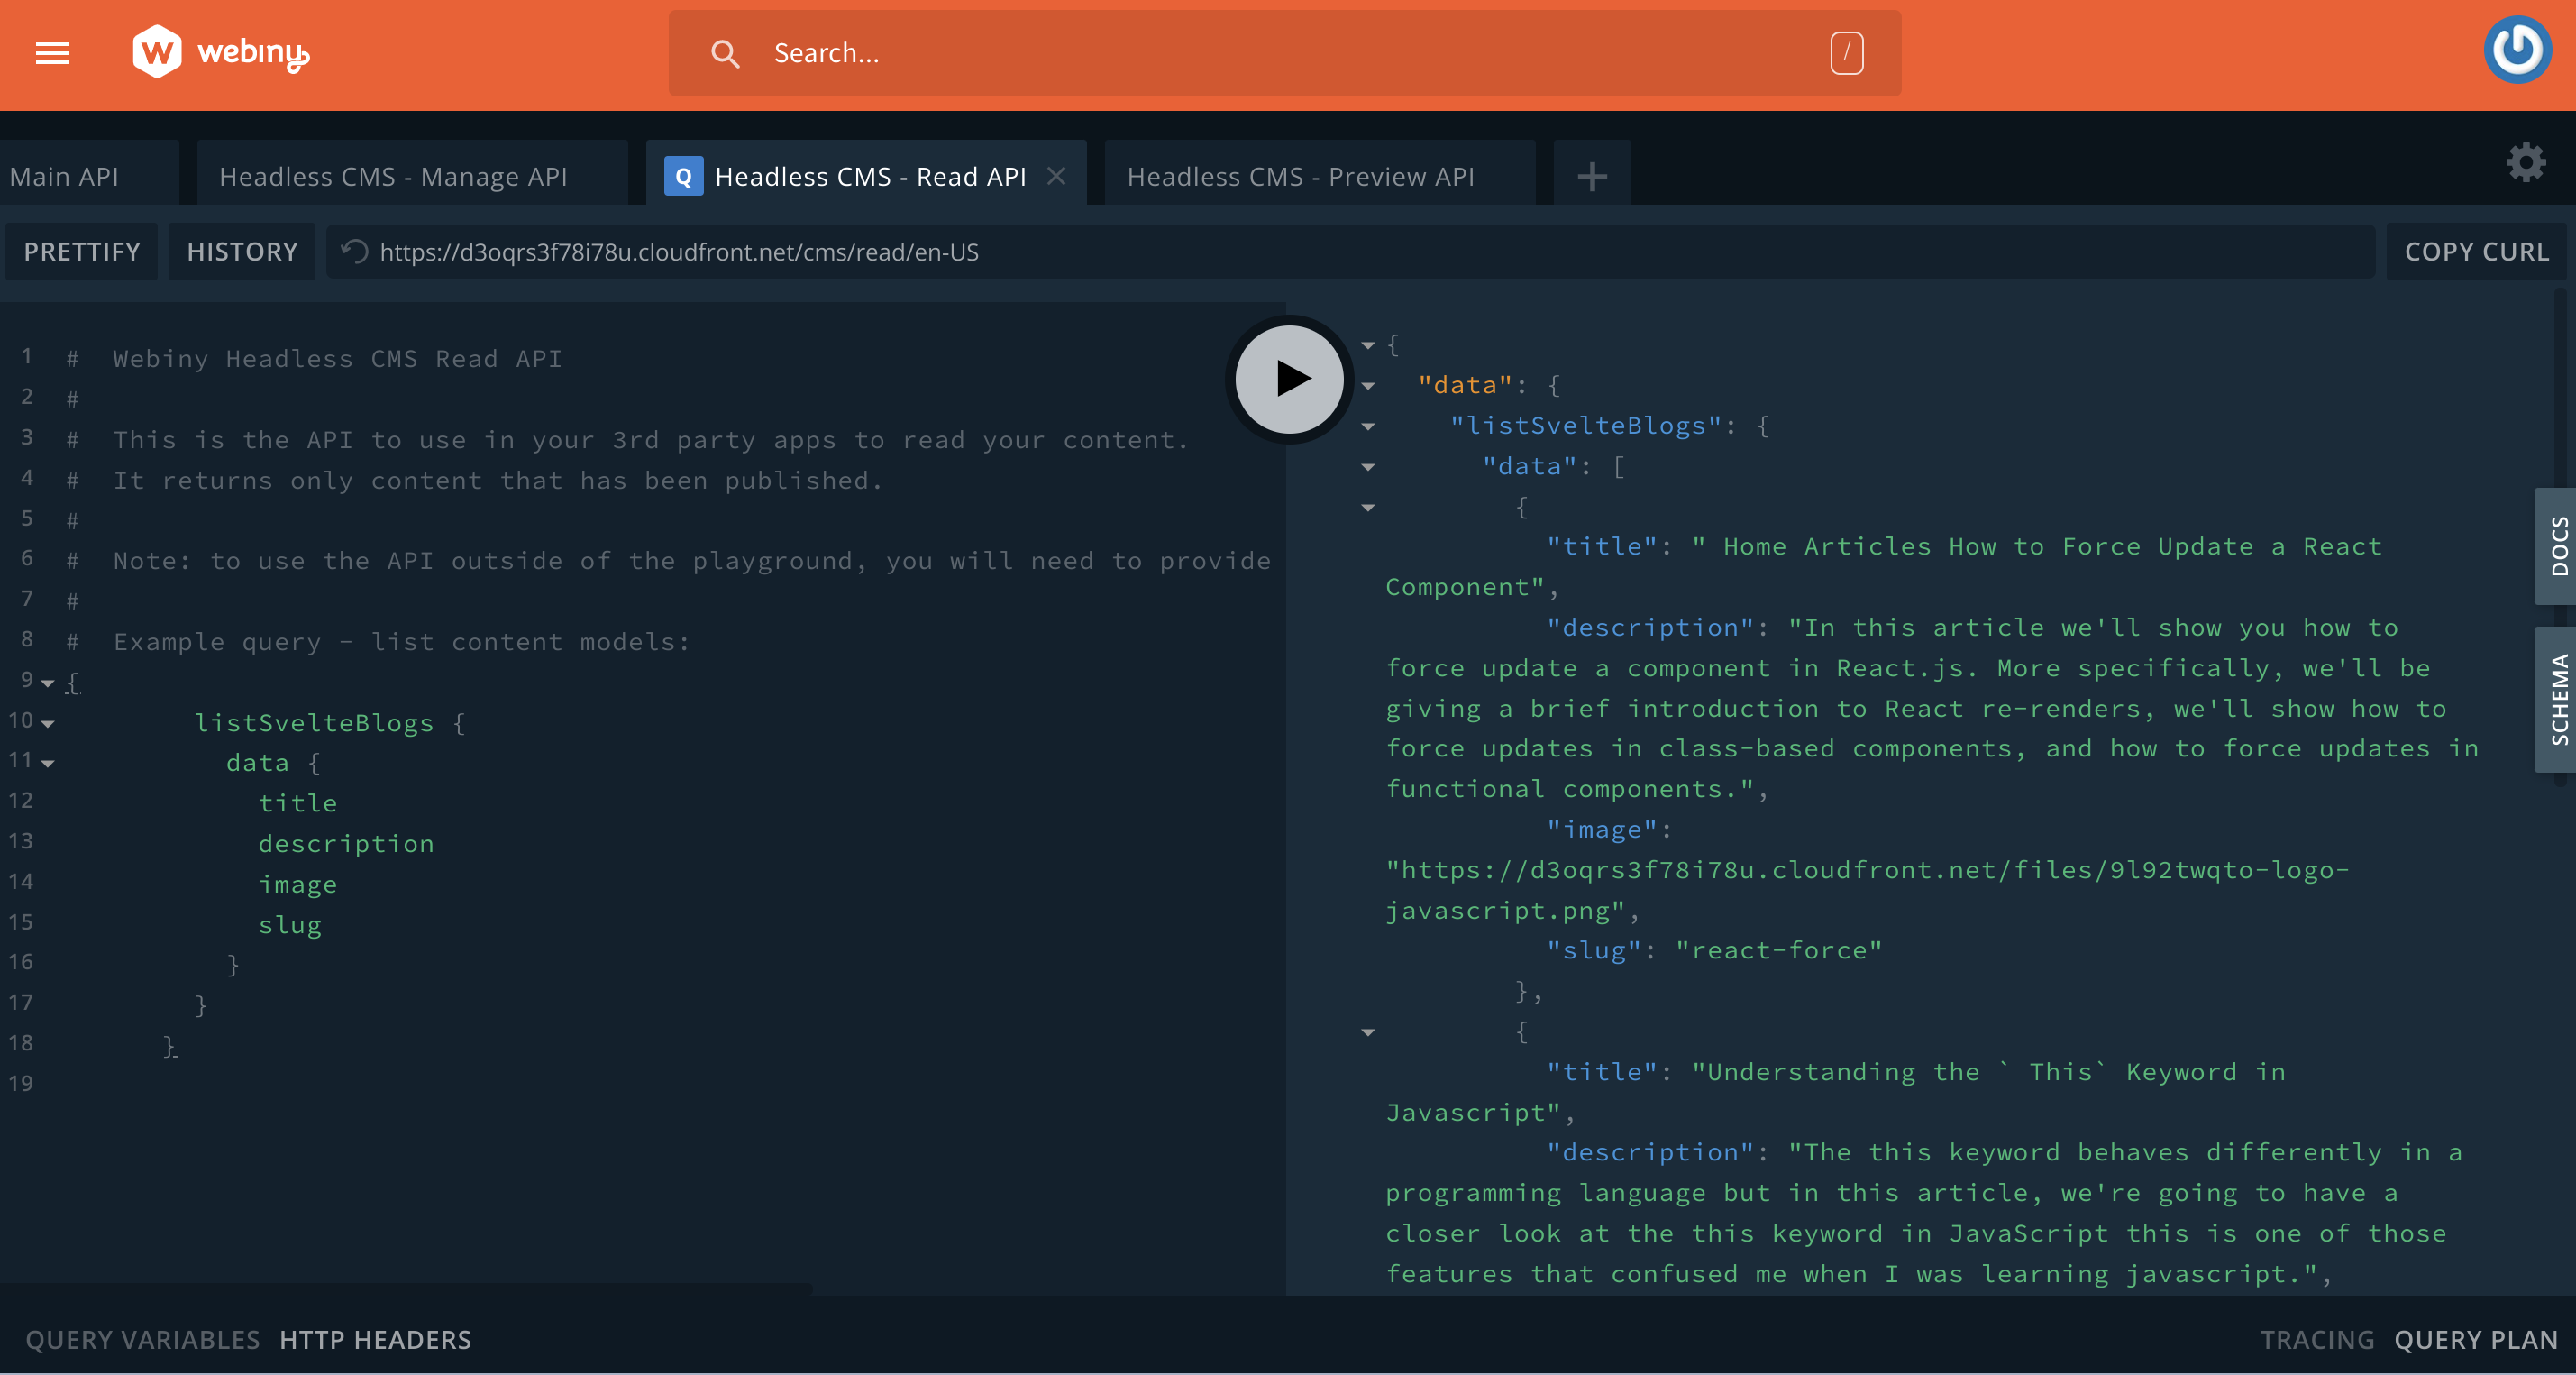 webiny
Search...
/
Main API
Headless CMS - Manage API
Q Headless CMS - Read API
Headless CMS - Preview API
PRETTIFY
HISTORY
https://d3oqrs3f78i78u.cloudfront.net/cms/read/en-US
COPY CURL
1 # Webiny Headless CMS Read API
2 #
3 # This is the API to use in your 3rd party apps to read your content.
4 # It returns only content that has been published.
5 #
6 # Note: to use the API outside of the playground, you will need to provide
7 #
8 # Example query - list content models:
9 {
10 listSvelteBlogs {
11 data {
12 title
13 description
14 image
15 slug
16 }
17 }
18 }
19
{
"data": {
"listSvelteBlogs": {
"data": [
{
"title": " Home Articles How to Force Update a React
Component",
"description": "In this article we'll show you how to
force update a component in React.js. More specifically, we'll be
giving a brief introduction to React re-renders, we'll show how to
force updates in class-based components, and how to force updates in
functional components.",
"image":
"https://d3oqrs3f78i78u.cloudfront.net/files/9l92twqto-logo-
javascript.png",
"slug": "react-force"
},
{
"title": "Understanding the ` This` Keyword in
Javascript",
"description": "The this keyword behaves differently in a
programming language but in this article, we're going to have a
closer look at the this keyword in JavaScript this is one of those
features that confused me when I was learning javascript.",
DOCS
SCHEMA
QUERY VARIABLES
HTTP HEADERS
TRACING
QUERY PLAN